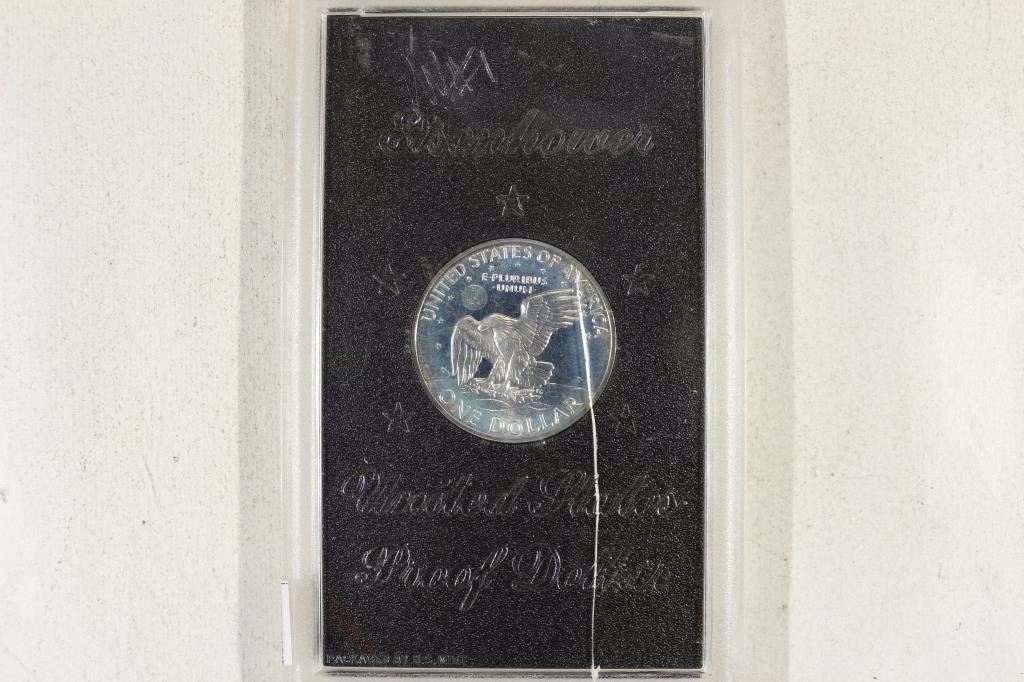 Eisenhower
UNITED STATES OF AMERICA
E·PLURIBUS
·UNUM·
ONE DOLLAR
United States
Proof Dollar
PACKAGED BY U.S. MINT